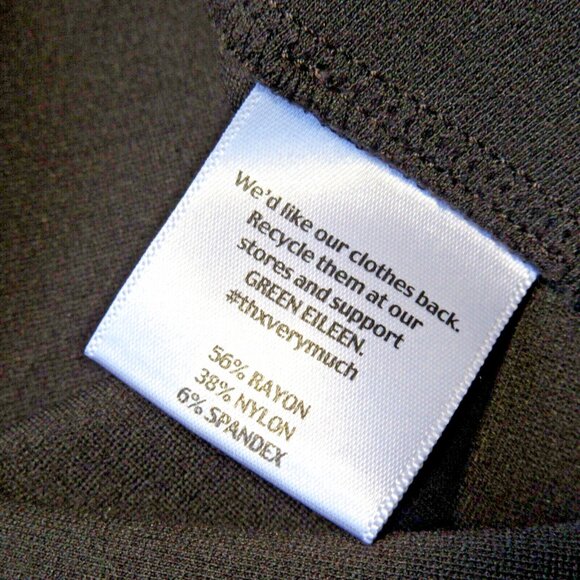 We'd like our clothes back.
Recycle them at our
stores and support
GREEN EILEEN.
#thxverymuch
56% RAYON
38% NYLON
6% SPANDEX